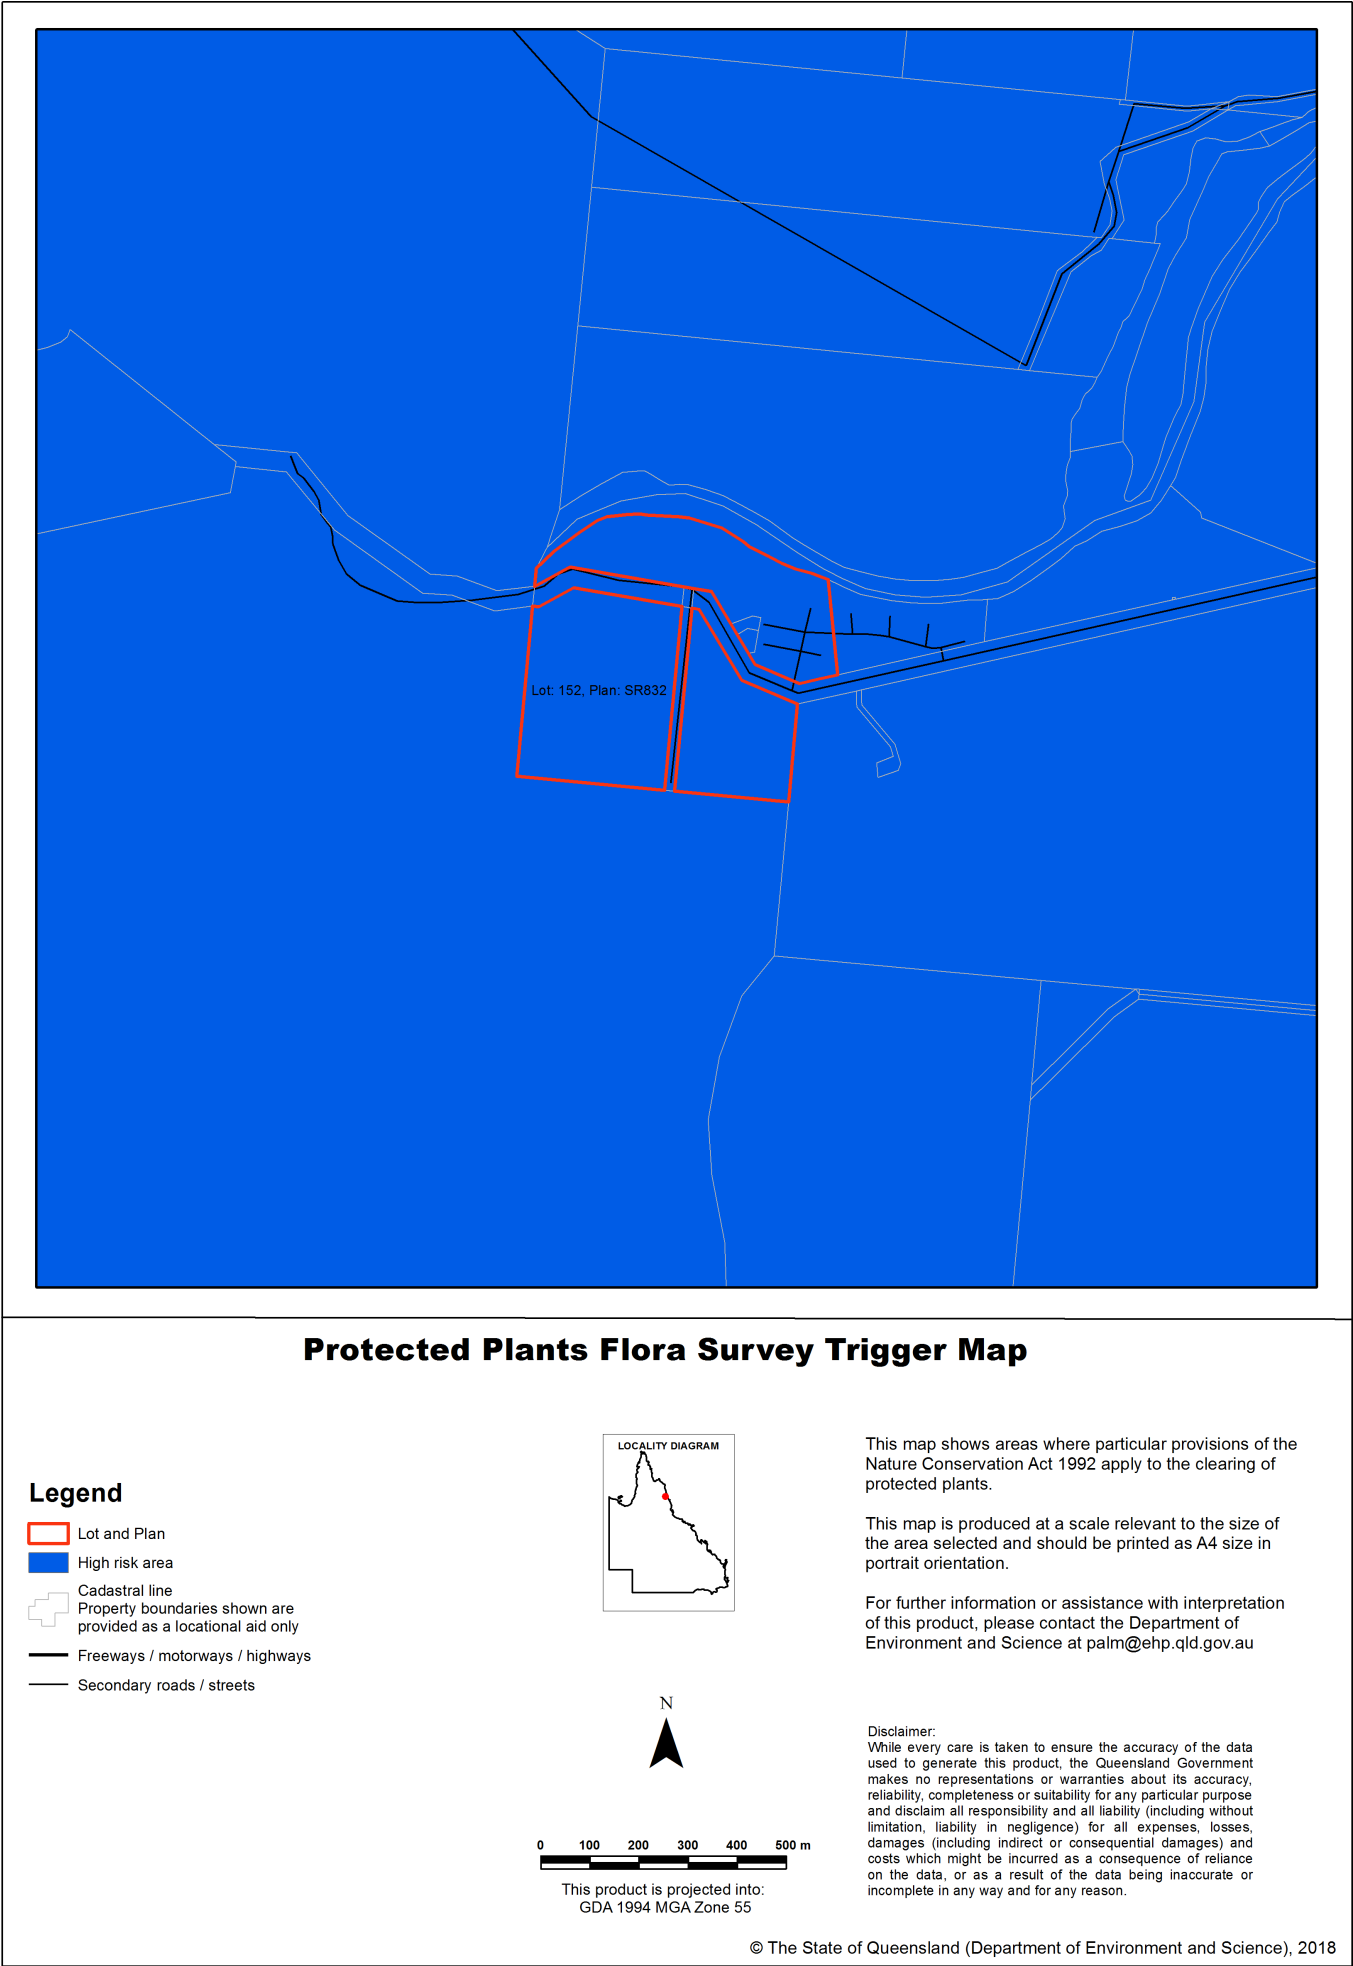 Lot: 152, Plan: SR832
Protected Plants Flora Survey Trigger Map
Legend
Lot and Plan
High risk area
Cadastral line
Property boundaries shown are
provided as a locational aid only
Freeways / motorways / highways
Secondary roads / streets
LOCALITY DIAGRAM
N
0 100 200 300 400 500 m
This product is projected into:
GDA 1994 MGA Zone 55
This map shows areas where particular provisions of the
Nature Conservation Act 1992 apply to the clearing of
protected plants.
This map is produced at a scale relevant to the size of
the area selected and should be printed as A4 size in
portrait orientation.
For further information or assistance with interpretation
of this product, please contact the Department of
Environment and Science at palm@ehp.qld.gov.au
Disclaimer:
While every care is taken to ensure the accuracy of the data
used to generate this product, the Queensland Government
makes no representations or warranties about its accuracy,
reliability, completeness or suitability for any particular purpose
and disclaim all responsibility and all liability (including without
limitation, liability in negligence) for all expenses, losses,
damages (including indirect or consequential damages) and
costs which might be incurred as a consequence of reliance
on the data, or as a result of the data being inaccurate or
incomplete in any way and for any reason.
© The State of Queensland (Department of Environment and Science), 2018